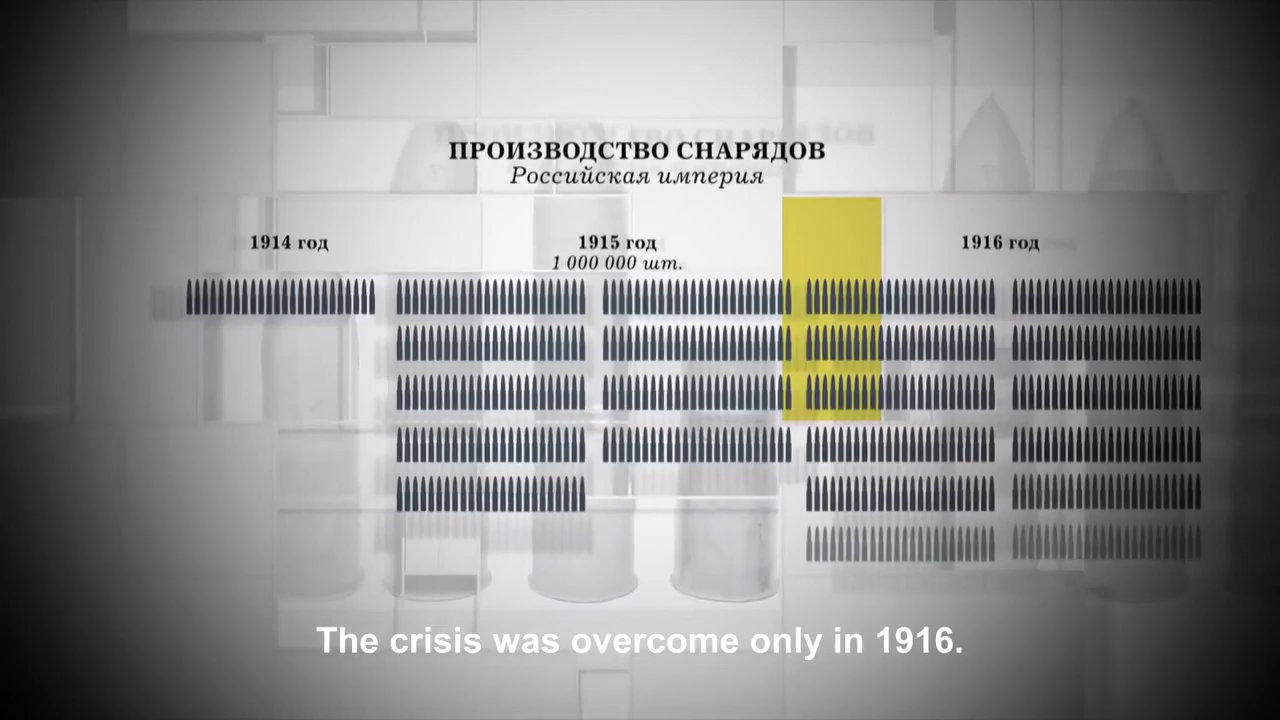 ПРОИЗВОДСТВО СНАРЯДОВ
Российская империя
1914 год
1915 год
1 000 000 шт.
1916 год
The crisis was overcome only in 1916.